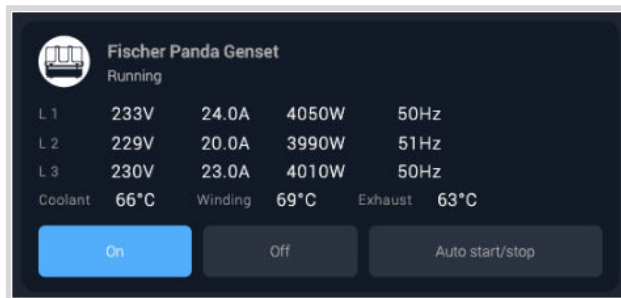 Fischer Panda Genset
Running
L 1 233V 24.0A 4050W 50Hz
L 2 229V 20.0A 3990W 51Hz
L 3 230V 23.0A 4010W 50Hz
Coolant 66°C Winding 69°C Exhaust 63°C
On Off Auto start/stop